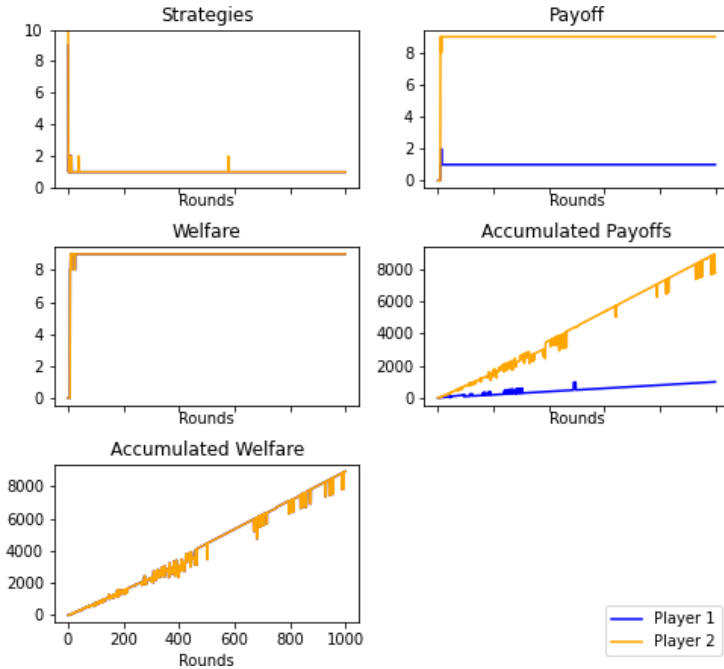 Strategies
10
8
6
4
2
0
Rounds
Payoff
8
6
4
2
0
Rounds
Welfare
8
6
4
2
0
Rounds
Accumulated Payoffs
8000
6000
4000
2000
0
Rounds
Accumulated Welfare
8000
6000
4000
2000
0
0 200 400 600 800 1000
Rounds
Player 1
Player 2